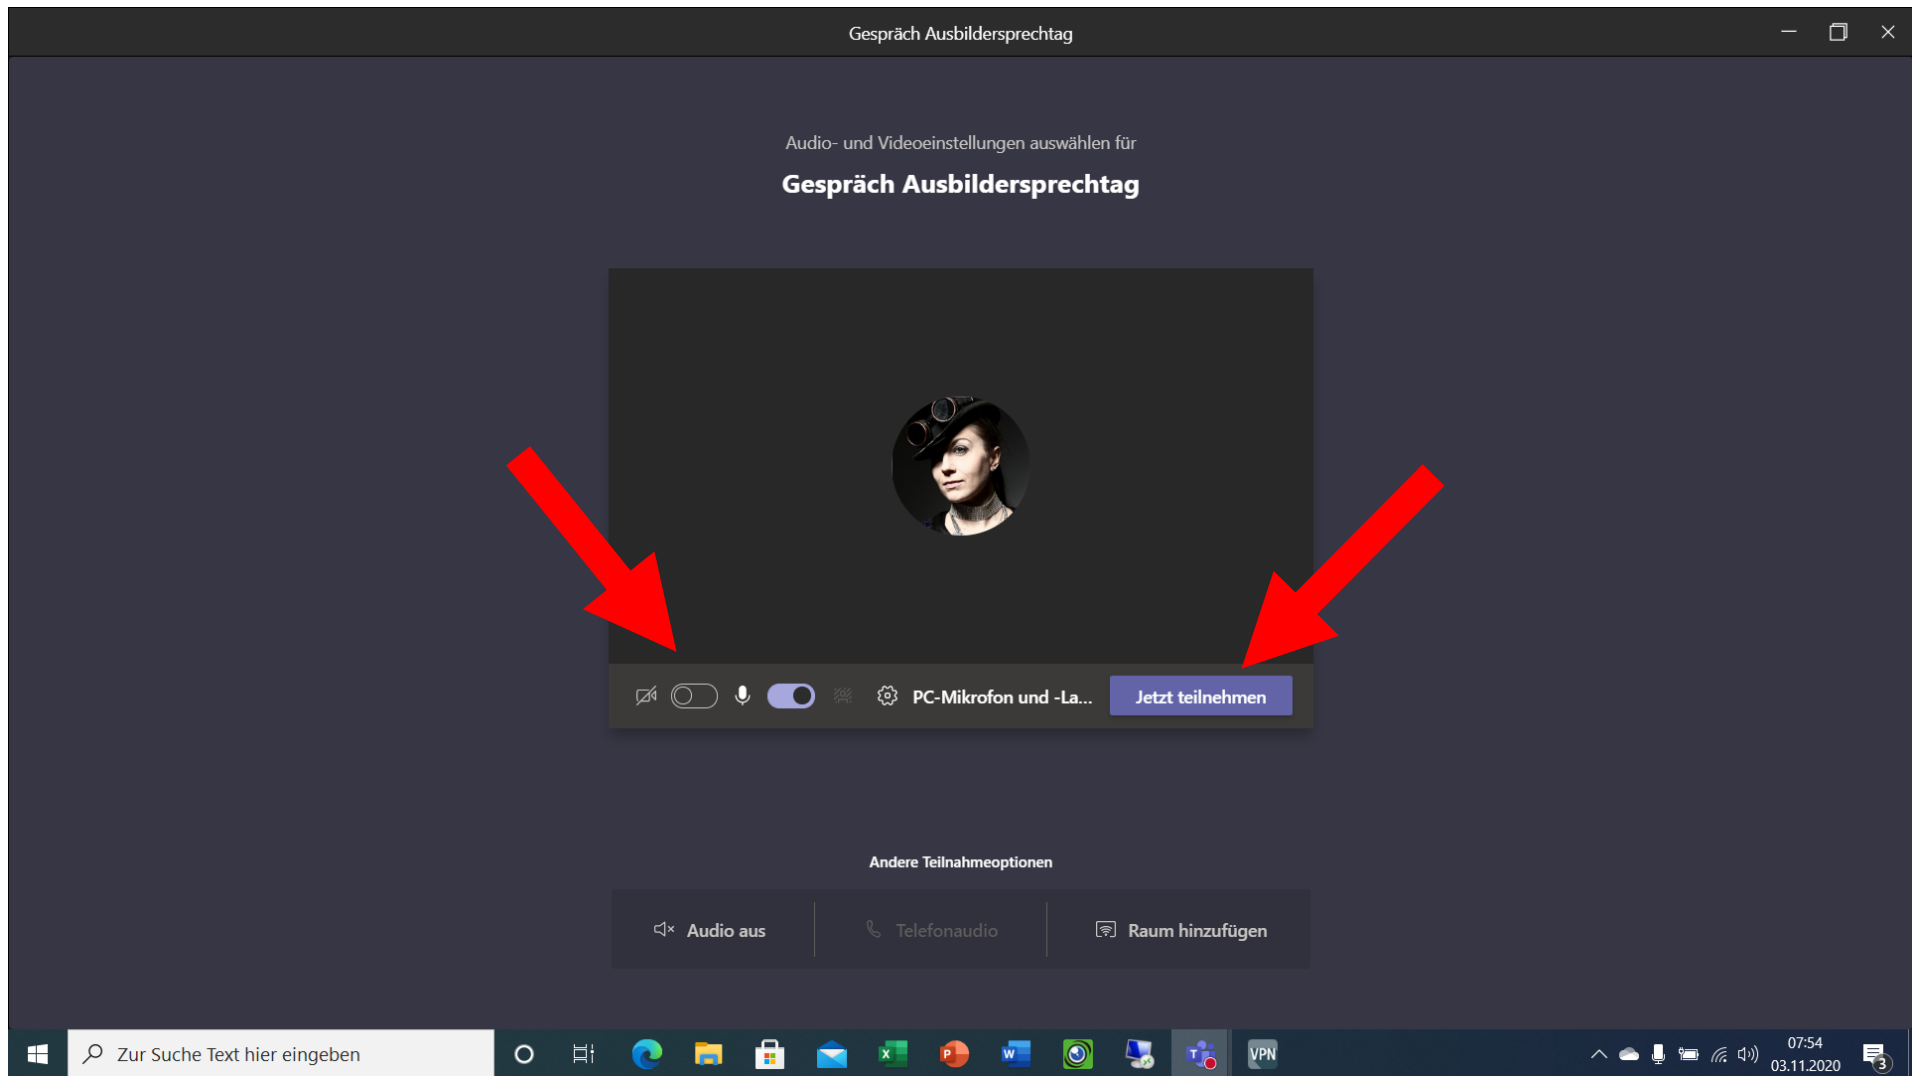 Gespräch Ausbildersprechtag
Audio- und Videoeinstellungen auswählen für
Gespräch Ausbildersprechtag
PC-Mikrofon und -La... Jetzt teilnehmen
Andere Teilnahmeoptionen
Audio aus Telefonaudio Raum hinzufügen
Zur Suche Text hier eingeben X P W T VPN 07:54
03.11.2020 3